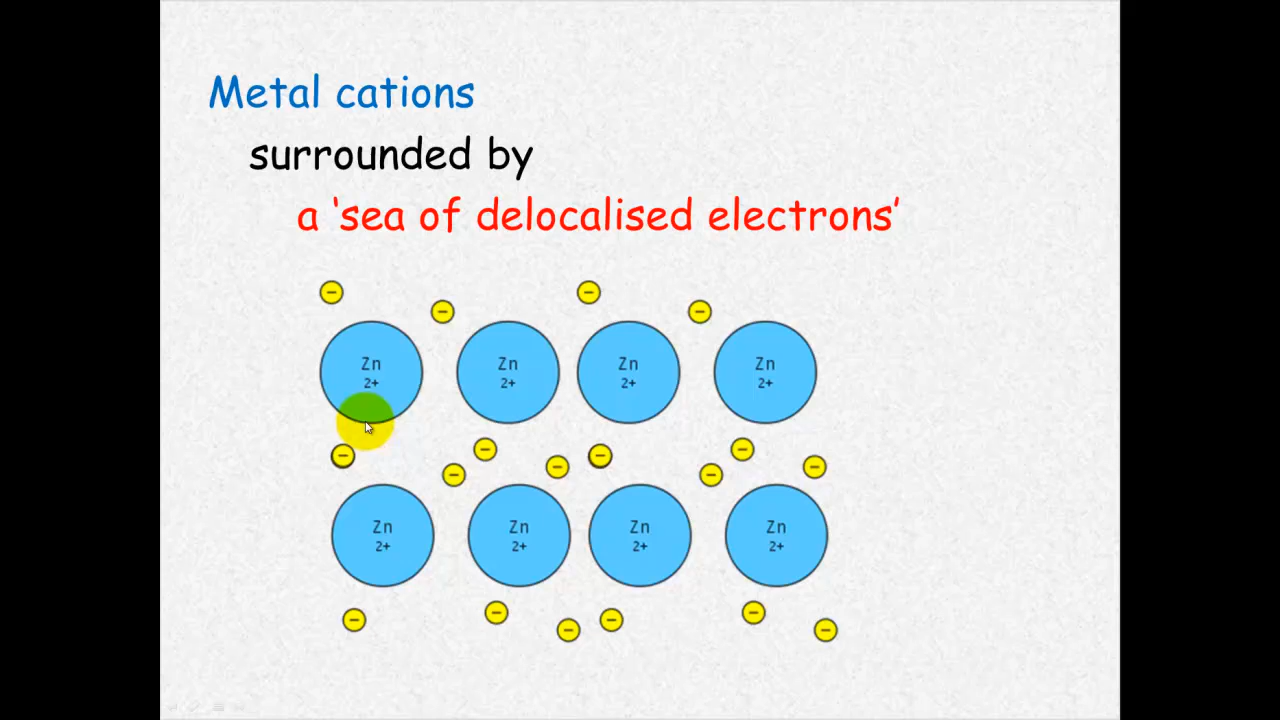 Metal cations
surrounded by
a ‘sea of delocalised electrons’
− − − −
Zn Zn Zn Zn
2+ 2+ 2+ 2+
− − − − − − − −
Zn Zn Zn Zn
2+ 2+ 2+ 2+
− − − − − −